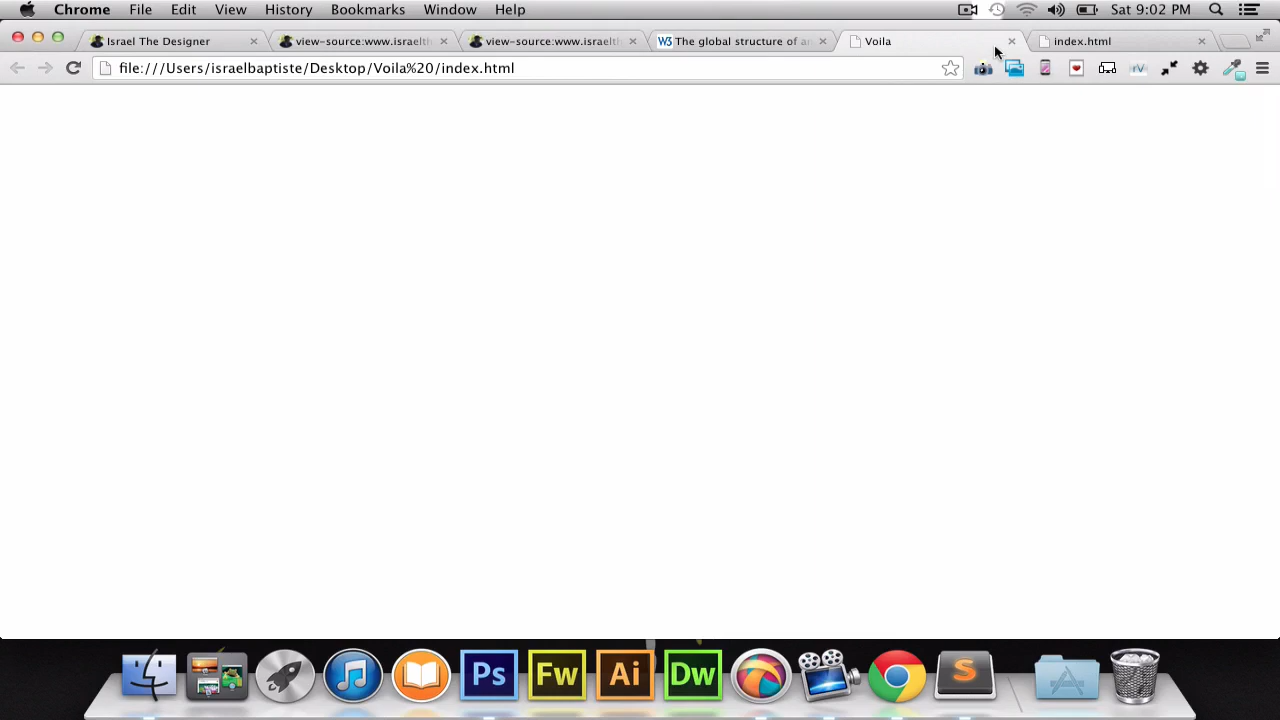 Chrome File Edit View History Bookmarks Window Help Sat 9:02 PM
Israel The Designer view-source:www.israelth view-source:www.israelth W3 The global structure of an Voila index.html
file:///Users/israelbaptiste/Desktop/Voila%20/index.html rV
Ps Fw Ai Dw S